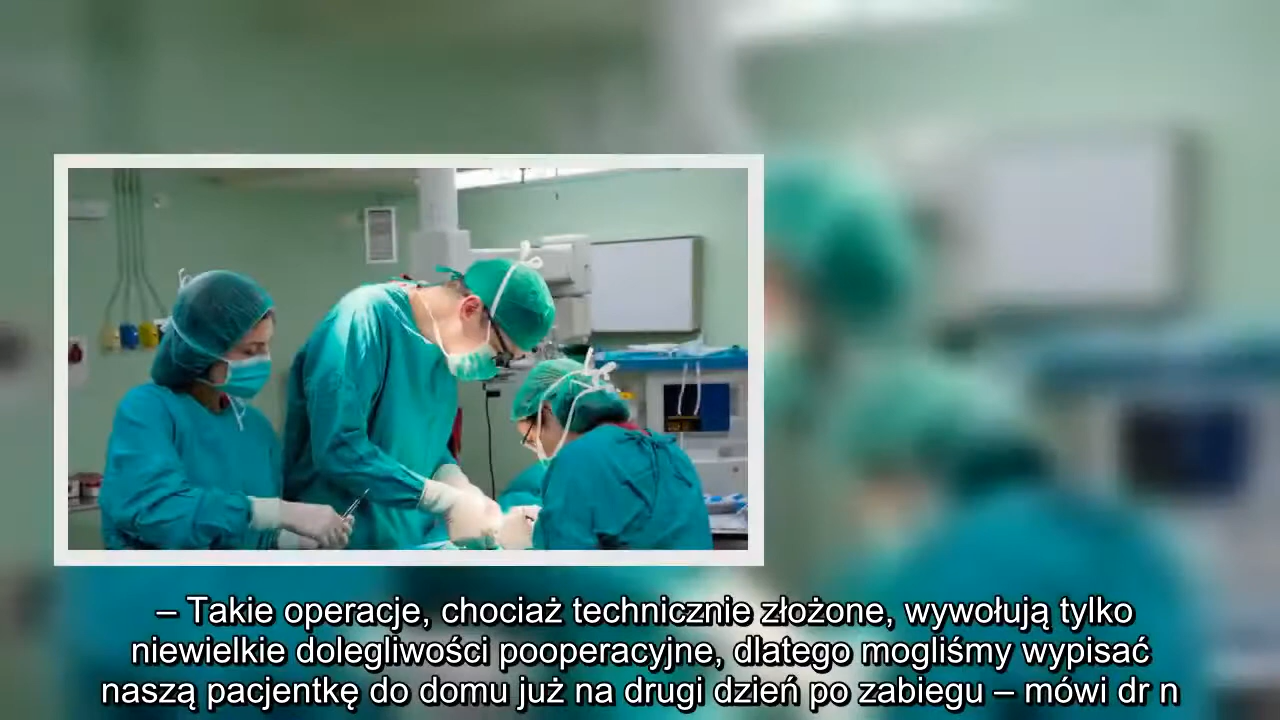 – Takie operacje, chociaż technicznie złożone, wywołują tylko
niewielkie dolegliwości pooperacyjne, dlatego mogliśmy wypisać
naszą pacjentkę do domu już na drugi dzień po zabiegu – mówi dr n